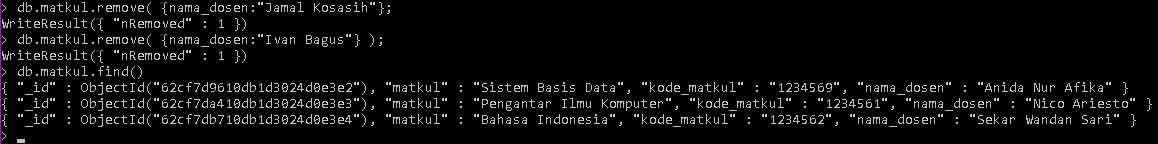 > db.matkul.remove( {nama_dosen:"Jamal Kosasih"};
WriteResult({ "nRemoved" : 1 })
> db.matkul.remove( {nama_dosen:"Ivan Bagus"} );
WriteResult({ "nRemoved" : 1 })
> db.matkul.find()
{ "_id" : ObjectId("62cf7d9610db1d3024d0e3e2"), "matkul" : "Sistem Basis Data", "kode_matkul" : "1234569", "nama_dosen" : "Anida Nur Afika" }
{ "_id" : ObjectId("62cf7da410db1d3024d0e3e3"), "matkul" : "Pengantar Ilmu Komputer", "kode_matkul" : "1234561", "nama_dosen" : "Nico Ariesto" }
{ "_id" : ObjectId("62cf7db710db1d3024d0e3e4"), "matkul" : "Bahasa Indonesia", "kode_matkul" : "1234562", "nama_dosen" : "Sekar Wandan Sari" }
>